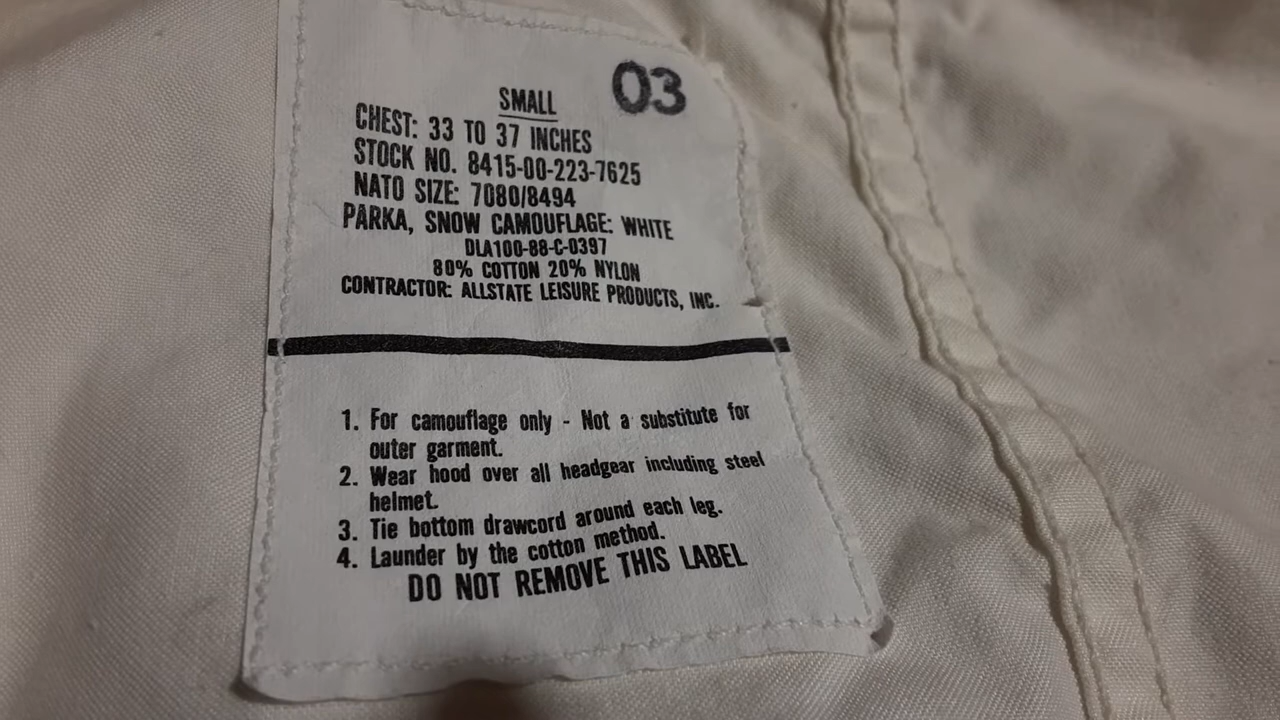 03
SMALL
CHEST: 33 TO 37 INCHES
STOCK NO. 8415-00-223-7625
NATO SIZE: 7080/8494
PARKA, SNOW CAMOUFLAGE: WHITE
DLA100-88-C-0397
80% COTTON 20% NYLON
CONTRACTOR: ALLSTATE LEISURE PRODUCTS, INC.
1. For camouflage only - Not a substitute for
outer garment.
2. Wear hood over all headgear including steel
helmet.
3. Tie bottom drawcord around each leg.
4. Launder by the cotton method.
DO NOT REMOVE THIS LABEL